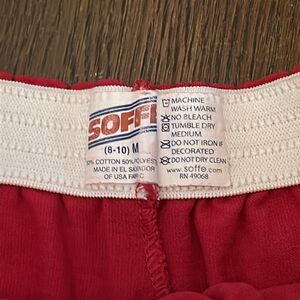 SOFFE
(8-10) M
50% COTTON 50% POLYESTER
MADE IN EL SALVADOR
OF USA FABRIC
MACHINE
WASH WARM
NO BLEACH
TUMBLE DRY
MEDIUM
DO NOT IRON IF
DECORATED
DO NOT DRY CLEAN
www.soffe.com
RN 49068